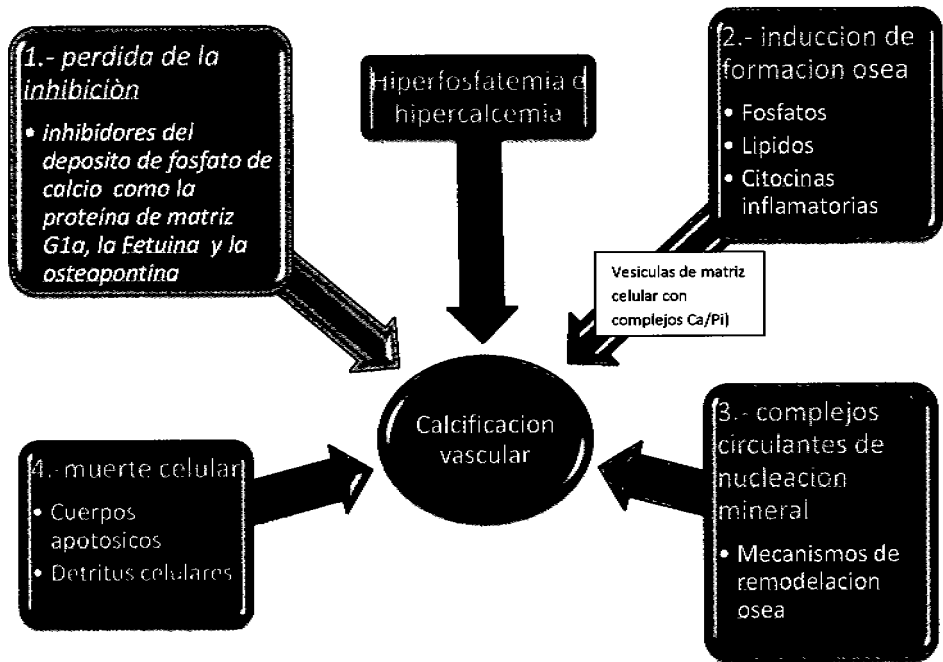 1.- perdida de la
inhibiciòn
• inhibidores del
deposito de fosfato de
calcio como la
proteína de matriz
G1a, la Fetuina y la
osteopontina
Hiperfosfatemia o
hipercalcemia
2.- induccion de
formacion osea
• Fosfatos
• Lipidos
• Citocinas
inflamatorias
Vesiculas de matriz
celular con
complejos Ca/Pi)
Calcificacion
vascular
3.- complejos
circulantes de
nucleacion
mineral
• Mecanismos de
remodelacion
osea
4.- muerte celular
• Cuerpos
apotosicos
• Detritus celulares